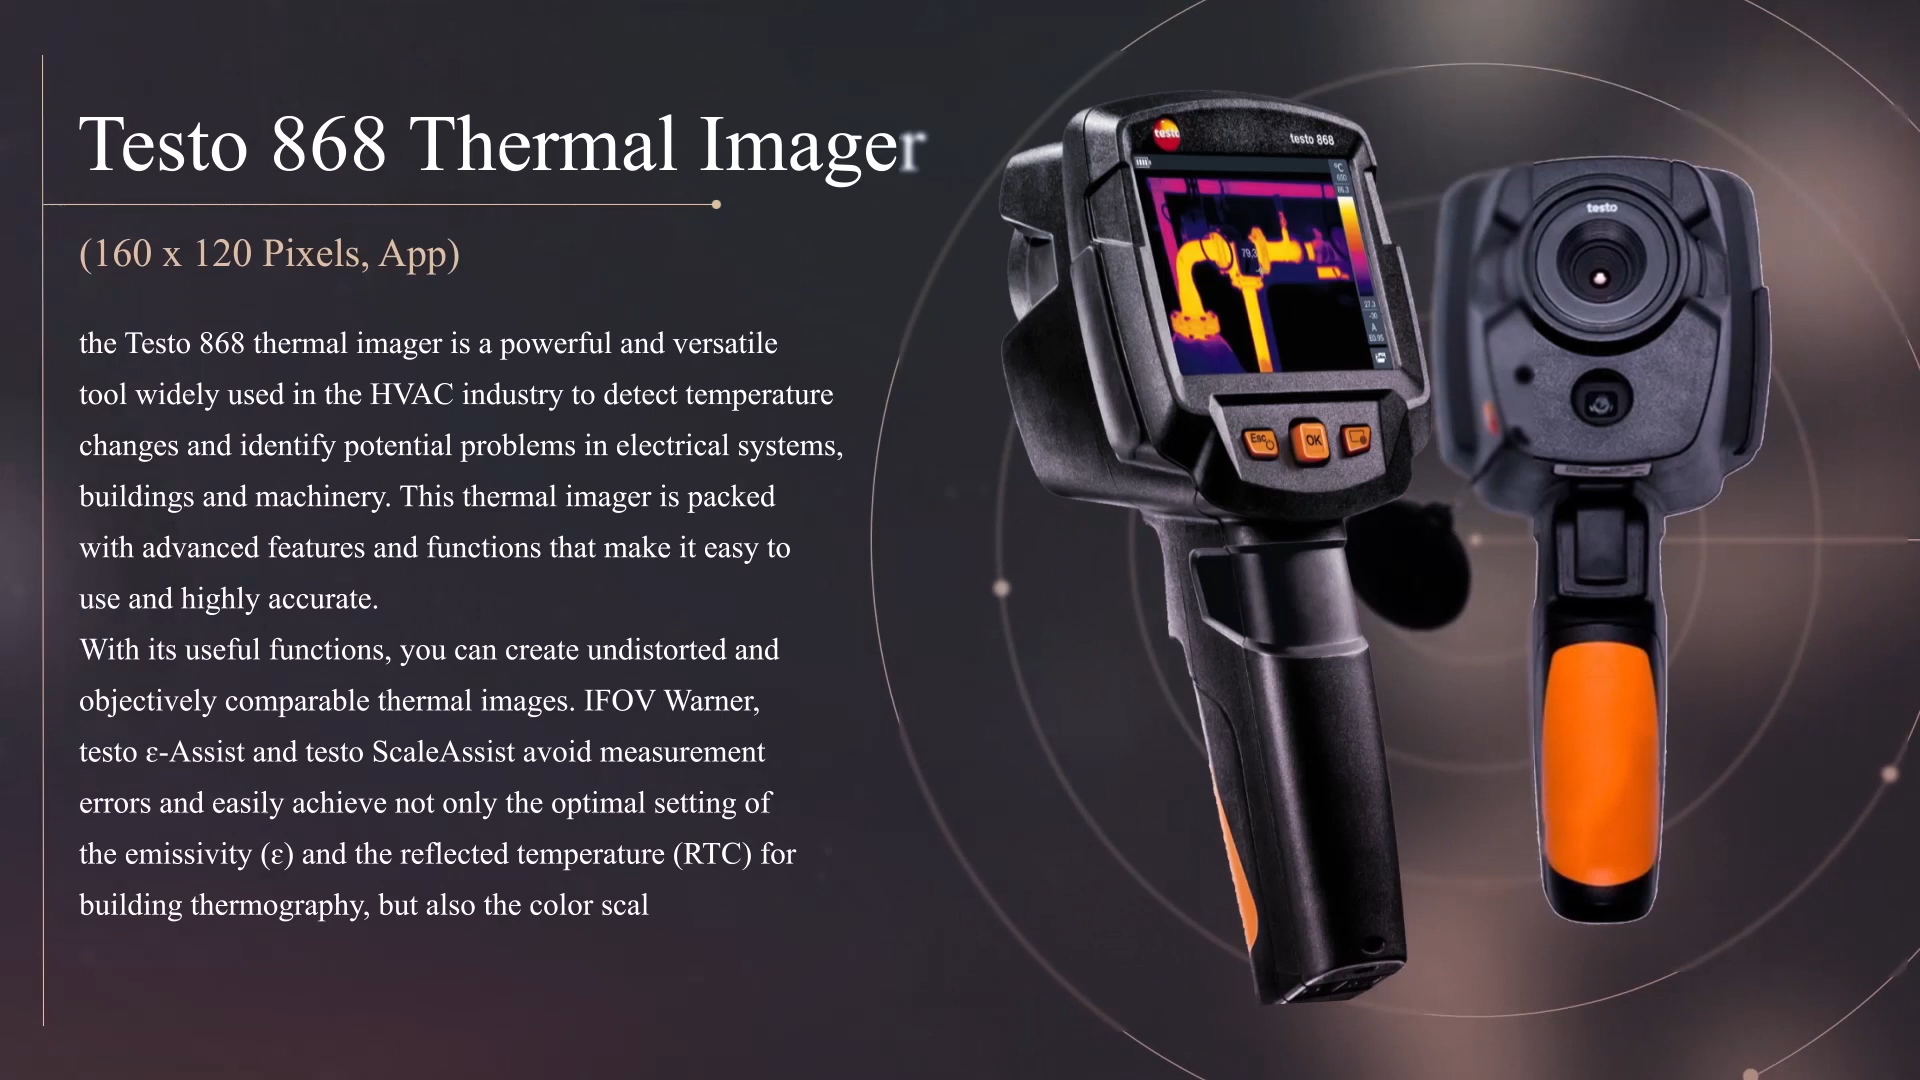 Testo 868 Thermal Imager
(160 x 120 Pixels, App)
the Testo 868 thermal imager is a powerful and versatile
tool widely used in the HVAC industry to detect temperature
changes and identify potential problems in electrical systems,
buildings and machinery. This thermal imager is packed
with advanced features and functions that make it easy to
use and highly accurate.
With its useful functions, you can create undistorted and
objectively comparable thermal images. IFOV Warner,
testo ε-Assist and testo ScaleAssist avoid measurement
errors and easily achieve not only the optimal setting of
the emissivity (ε) and the reflected temperature (RTC) for
building thermography, but also the color scal
testo
testo 868
°C
79,3
Esc
OK
testo